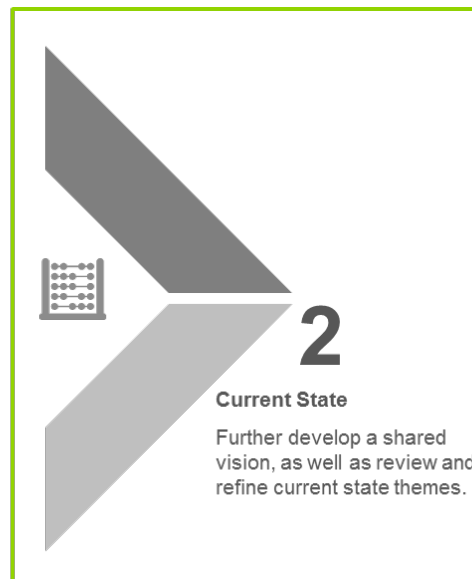 2
Current State
Further develop a shared
vision, as well as review and
refine current state themes.